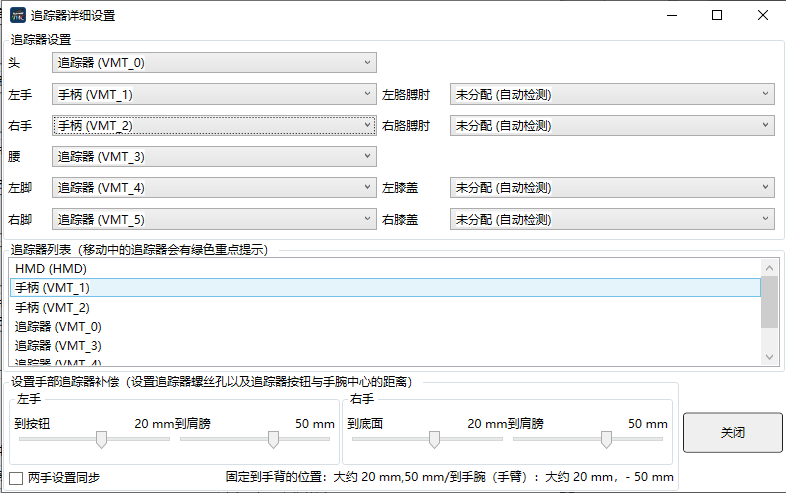 追踪器详细设置
追踪器设置
头 追踪器 (VMT_0)
左手 手柄 (VMT_1) 左胳膊肘 未分配 (自动检测)
右手 手柄 (VMT_2) 右胳膊肘 未分配 (自动检测)
腰 追踪器 (VMT_3)
左脚 追踪器 (VMT_4) 左膝盖 未分配 (自动检测)
右脚 追踪器 (VMT_5) 右膝盖 未分配 (自动检测)
追踪器列表（移动中的追踪器会有绿色重点提示）
HMD (HMD)
手柄 (VMT_1)
手柄 (VMT_2)
追踪器 (VMT_0)
追踪器 (VMT_3)
追踪器 (VMT_4)
设置手部追踪器补偿（设置追踪器螺丝孔以及追踪器按钮与手腕中心的距离）
左手 右手
到按钮 20 mm 到肩膀 50 mm 到底面 20 mm 到肩膀 50 mm
关闭
两手设置同步 固定到手背的位置：大约 20 mm,50 mm/到手腕（手臂）：大约 20 mm，- 50 mm